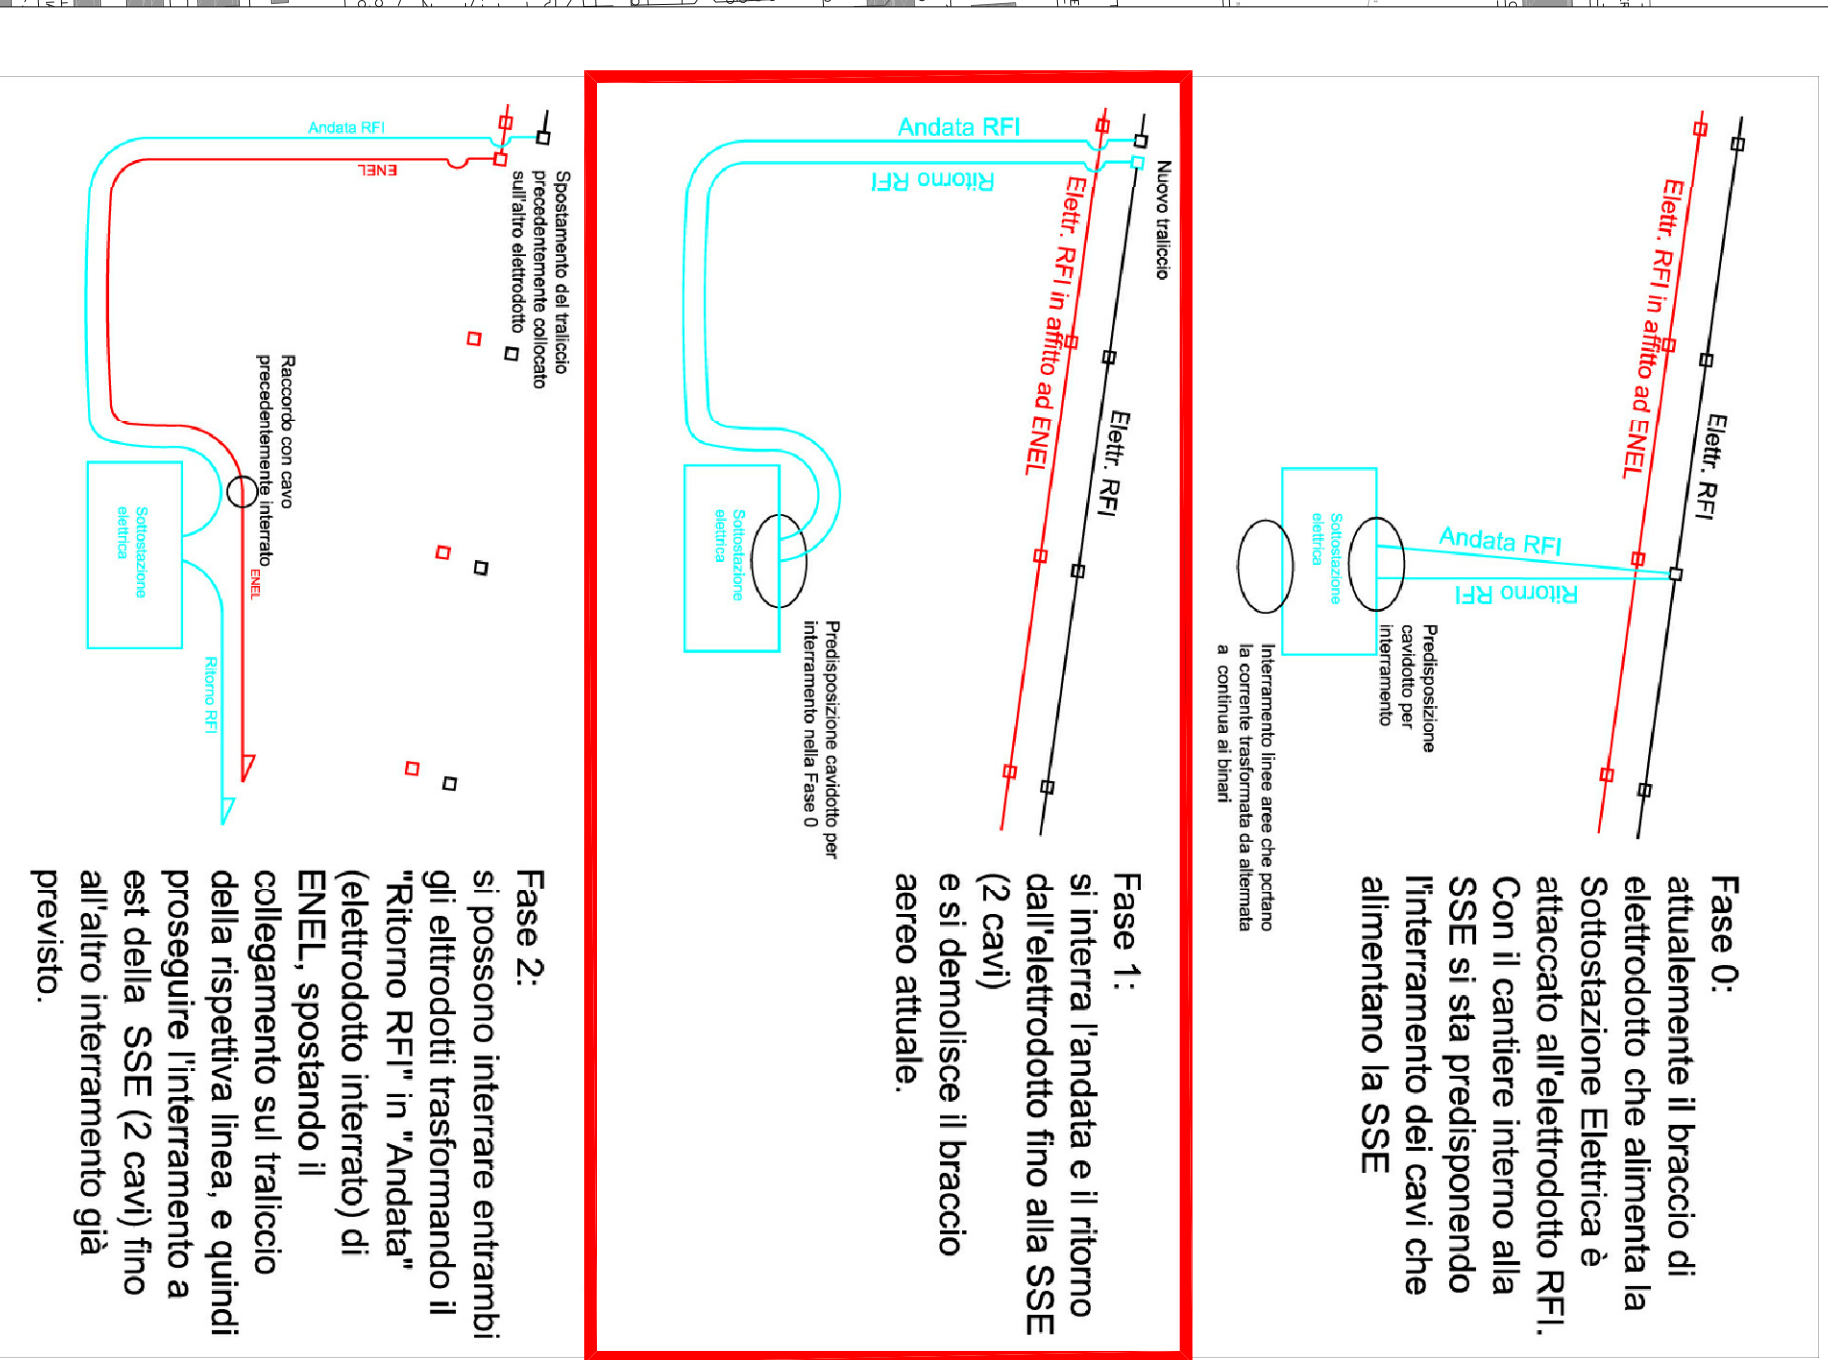 Elettr. RFI in affitto ad ENEL
Elettr. RFI
Andata RFI
Ritorno RFI
Sottostazione
elettrica
Predisposizione
cavidotto per
interramento
Interramento linee aree che portano
la corrente trasformata da alternata
a continua ai binari
Fase 0:
attualemente il braccio di
elettrodotto che alimenta la
Sottostazione Elettrica è
attaccato all'elettrodotto RFI.
Con il cantiere interno alla
SSE si sta predisponendo
l'interramento dei cavi che
alimentano la SSE
Nuovo traliccio
Andata RFI
Ritorno RFI
Elettr. RFI in affitto ad ENEL
Elettr. RFI
Sottostazione
elettrica
Predisposizione cavidotto per
interramento nella Fase 0
Fase 1:
si interra l'andata e il ritorno
dall'elettrodotto fino alla SSE
(2 cavi)
e si demolisce il braccio
aereo attuale.
Andata RFI
ENEL
Spostamento del traliccio
precedentemente collocato
sull'altro elettrodotto
Raccordo con cavo
precedentemente interrato
ENEL
Sottostazione
elettrica
Ritorno RFI
Fase 2:
si possono interrare entrambi
gli elttrodotti trasformando il
"Ritorno RFI" in "Andata"
(elettrodotto interrato) di
ENEL, spostando il
collegamento sul traliccio
della rispettiva linea, e quindi
proseguire l'interramento a
est della SSE (2 cavi) fino
all'altro interramento già
previsto.